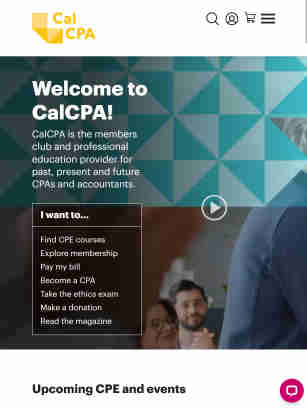 Cal
CPA
Welcome to
CalCPA!
CalCPA is the members
club and professional
education provider for
past, present and future
CPAs and accountants.
I want to...
Find CPE courses
Explore membership
Pay my bill
Become a CPA
Take the ethics exam
Make a donation
Read the magazine
Upcoming CPE and events